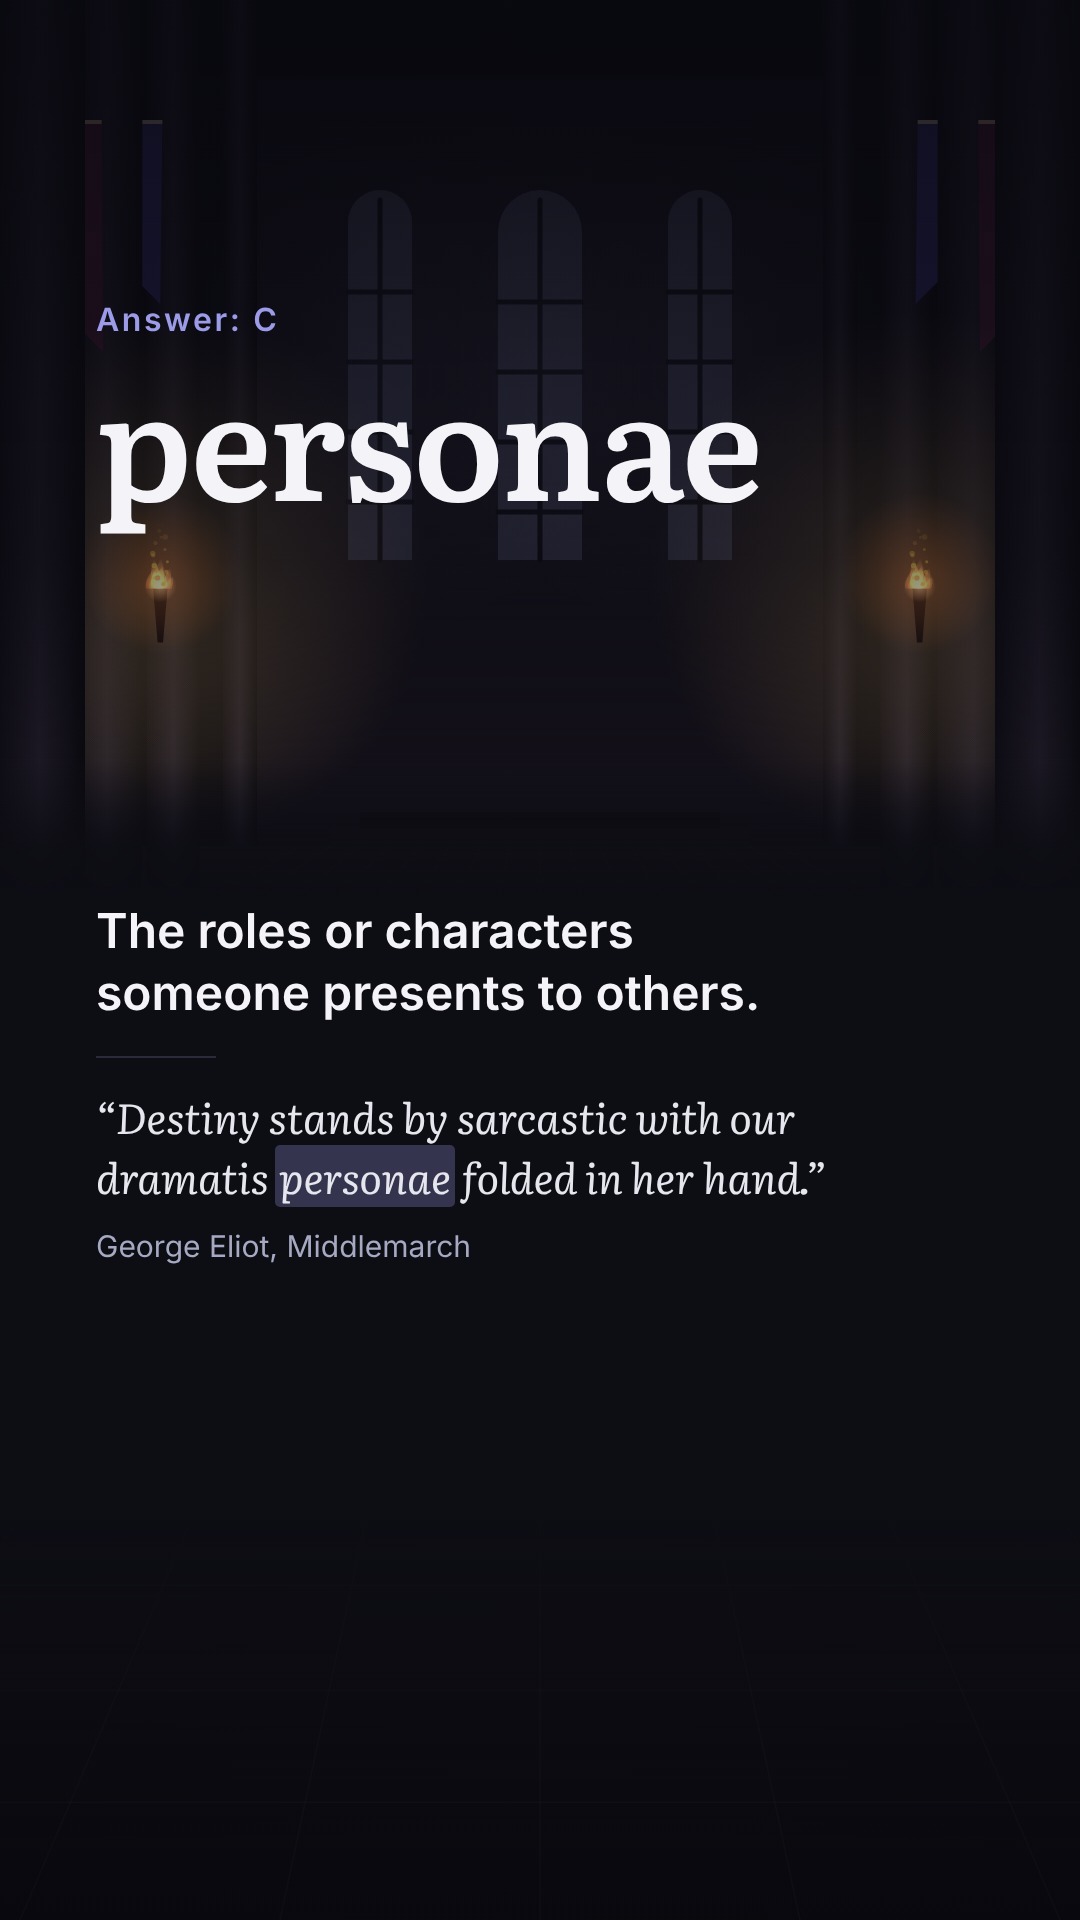 Answer: C
personae
The roles or characters
someone presents to others.
“Destiny stands by sarcastic with our
dramatis personae folded in her hand.”
George Eliot, Middlemarch